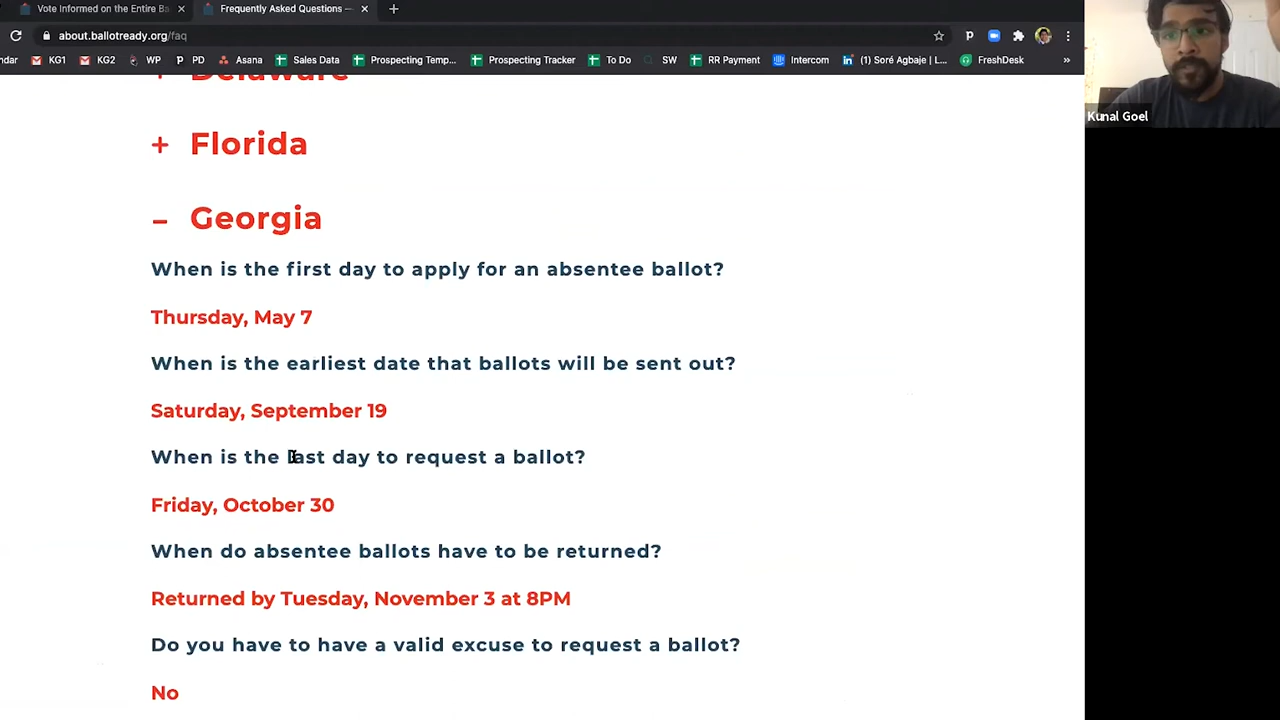 Vote Informed on the Entire Ba
Frequently Asked Questions —
about.ballotready.org/faq
ndar KG1 KG2 WP PD Asana Sales Data Prospecting Temp... Prospecting Tracker To Do SW RR Payment Intercom (1) Soré Agbaje | L... FreshDesk »
Kunal Goel
+ Delaware
+ Florida
– Georgia
When is the first day to apply for an absentee ballot?
Thursday, May 7
When is the earliest date that ballots will be sent out?
Saturday, September 19
When is the last day to request a ballot?
Friday, October 30
When do absentee ballots have to be returned?
Returned by Tuesday, November 3 at 8PM
Do you have to have a valid excuse to request a ballot?
No